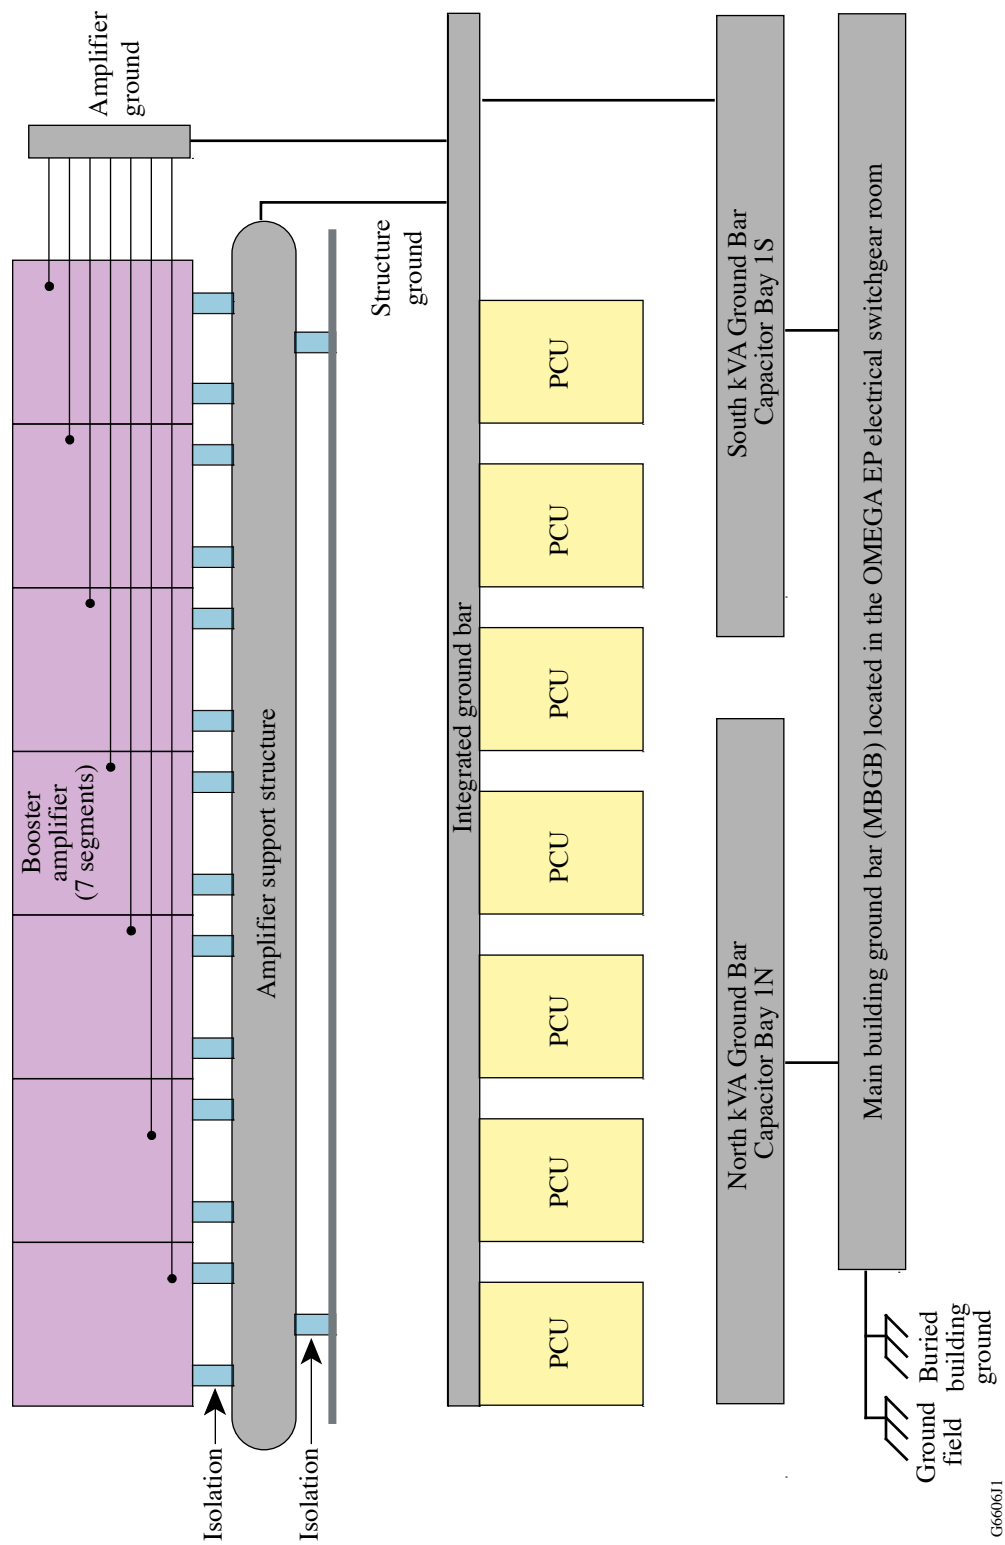 Amplifier
ground
Booster
amplifier
(7 segments)
Isolation
Amplifier support structure
Isolation
Structure
ground
Integrated ground bar
PCU
PCU
PCU
PCU
PCU
PCU
PCU
North kVA Ground Bar
Capacitor Bay 1N
South kVA Ground Bar
Capacitor Bay 1S
Main building ground bar (MBGB) located in the OMEGA EP electrical switchgear room
Ground
field
Buried
building
ground
G6606J1